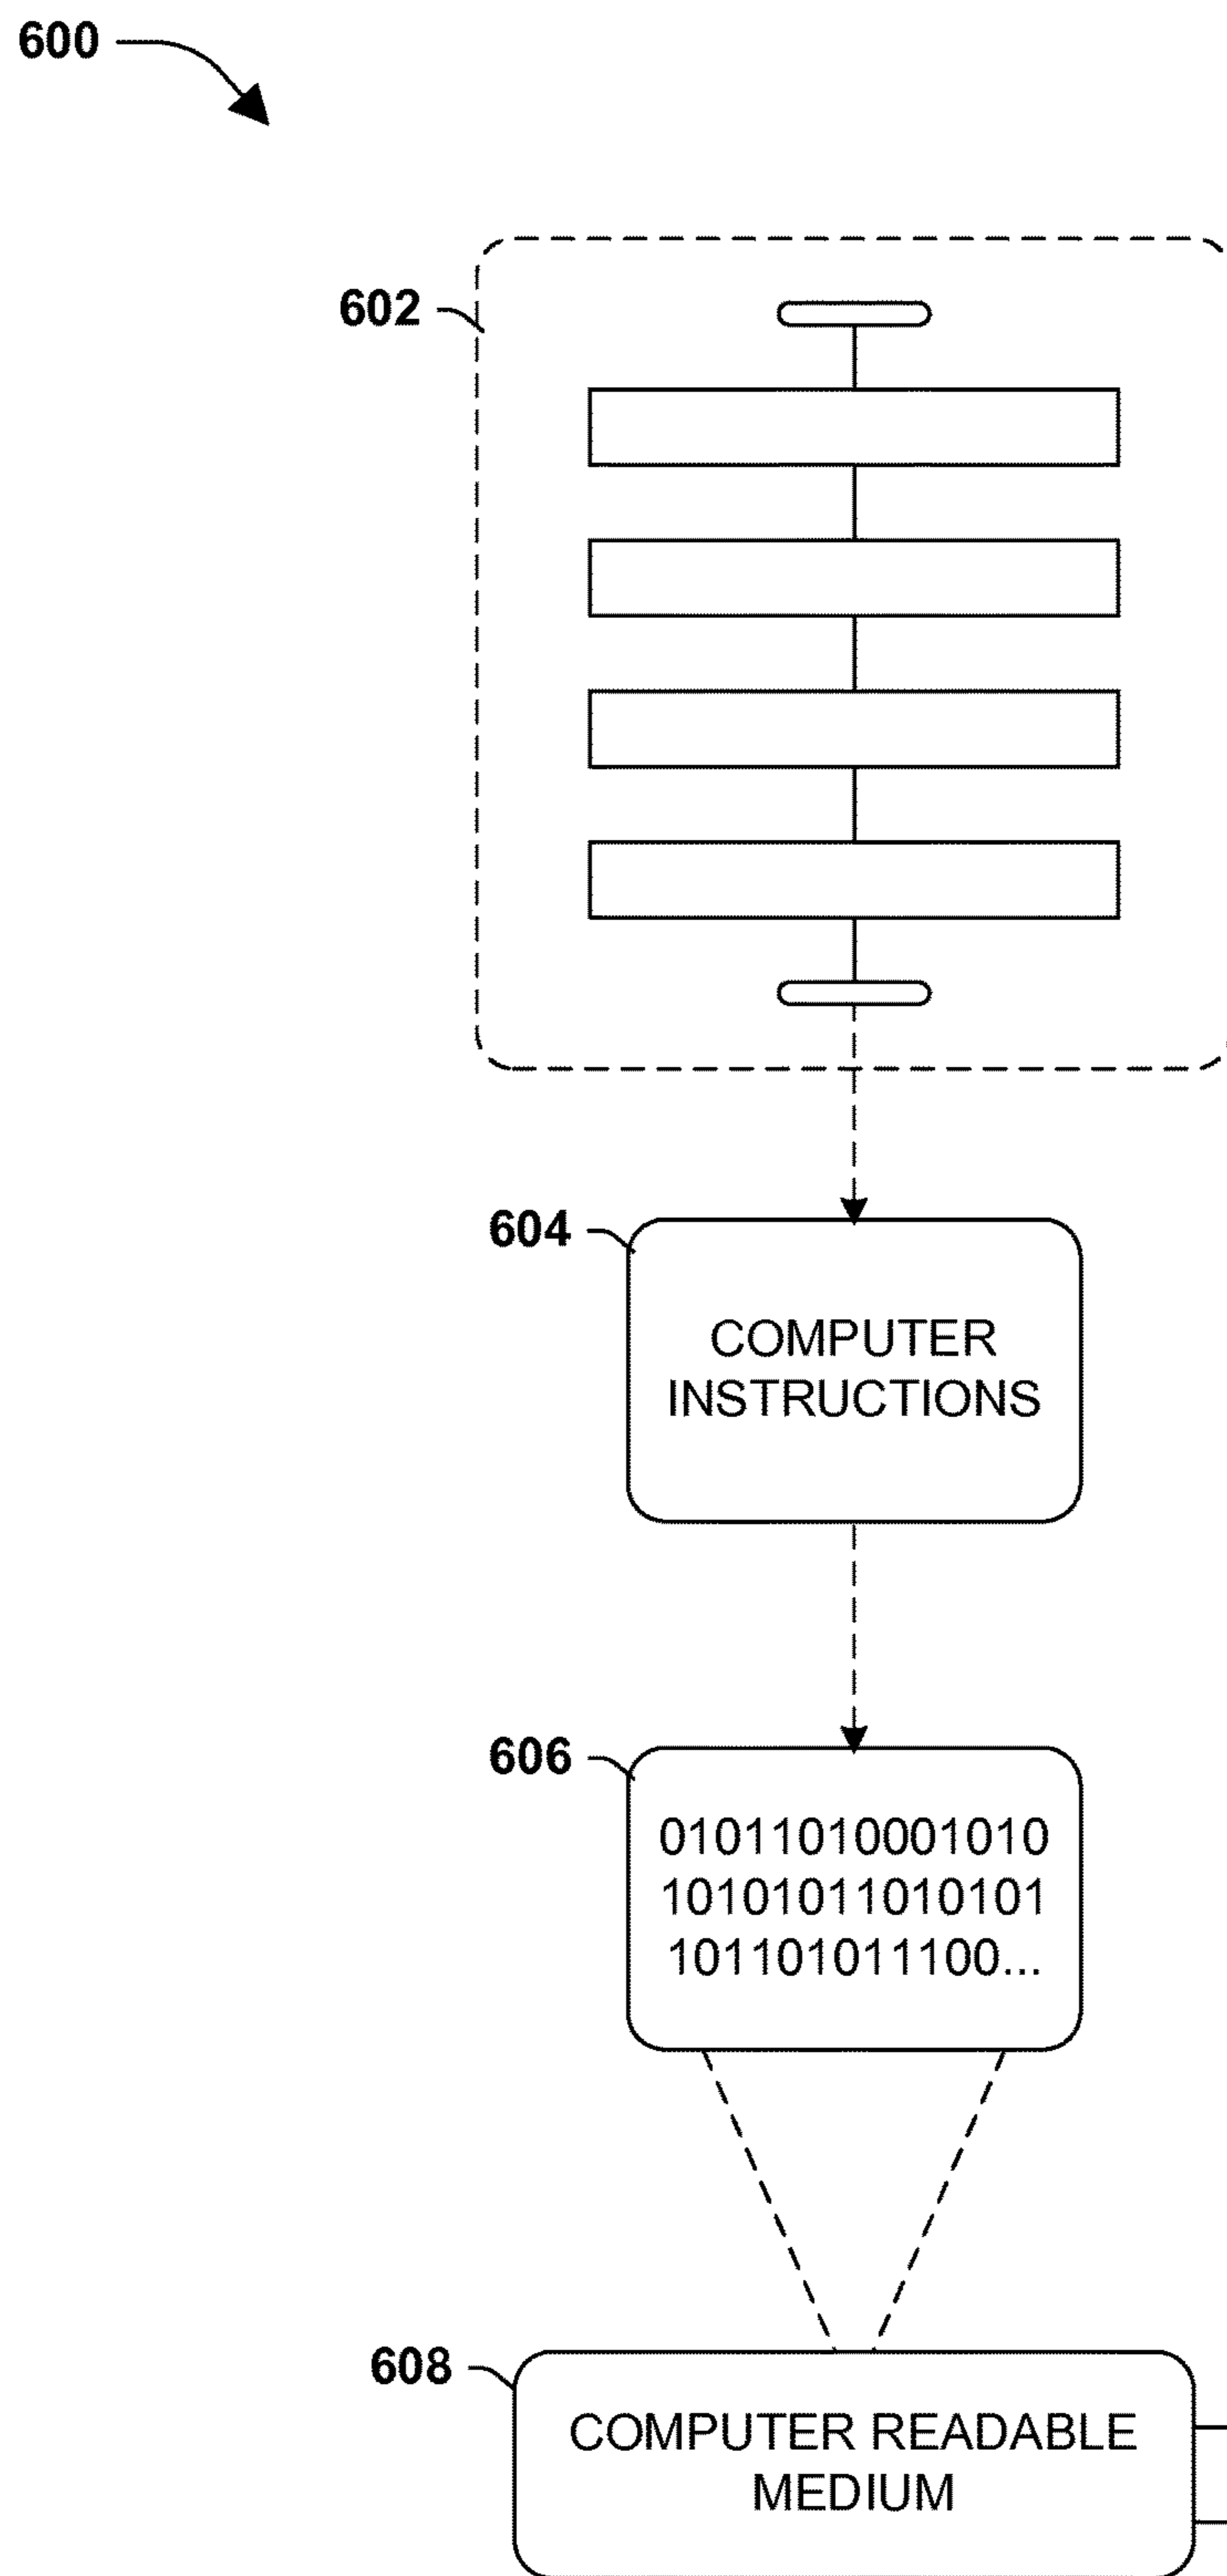 600
602
604
COMPUTER
INSTRUCTIONS
606
01011010001010
10101011010101
101101011100...
608
COMPUTER READABLE
MEDIUM